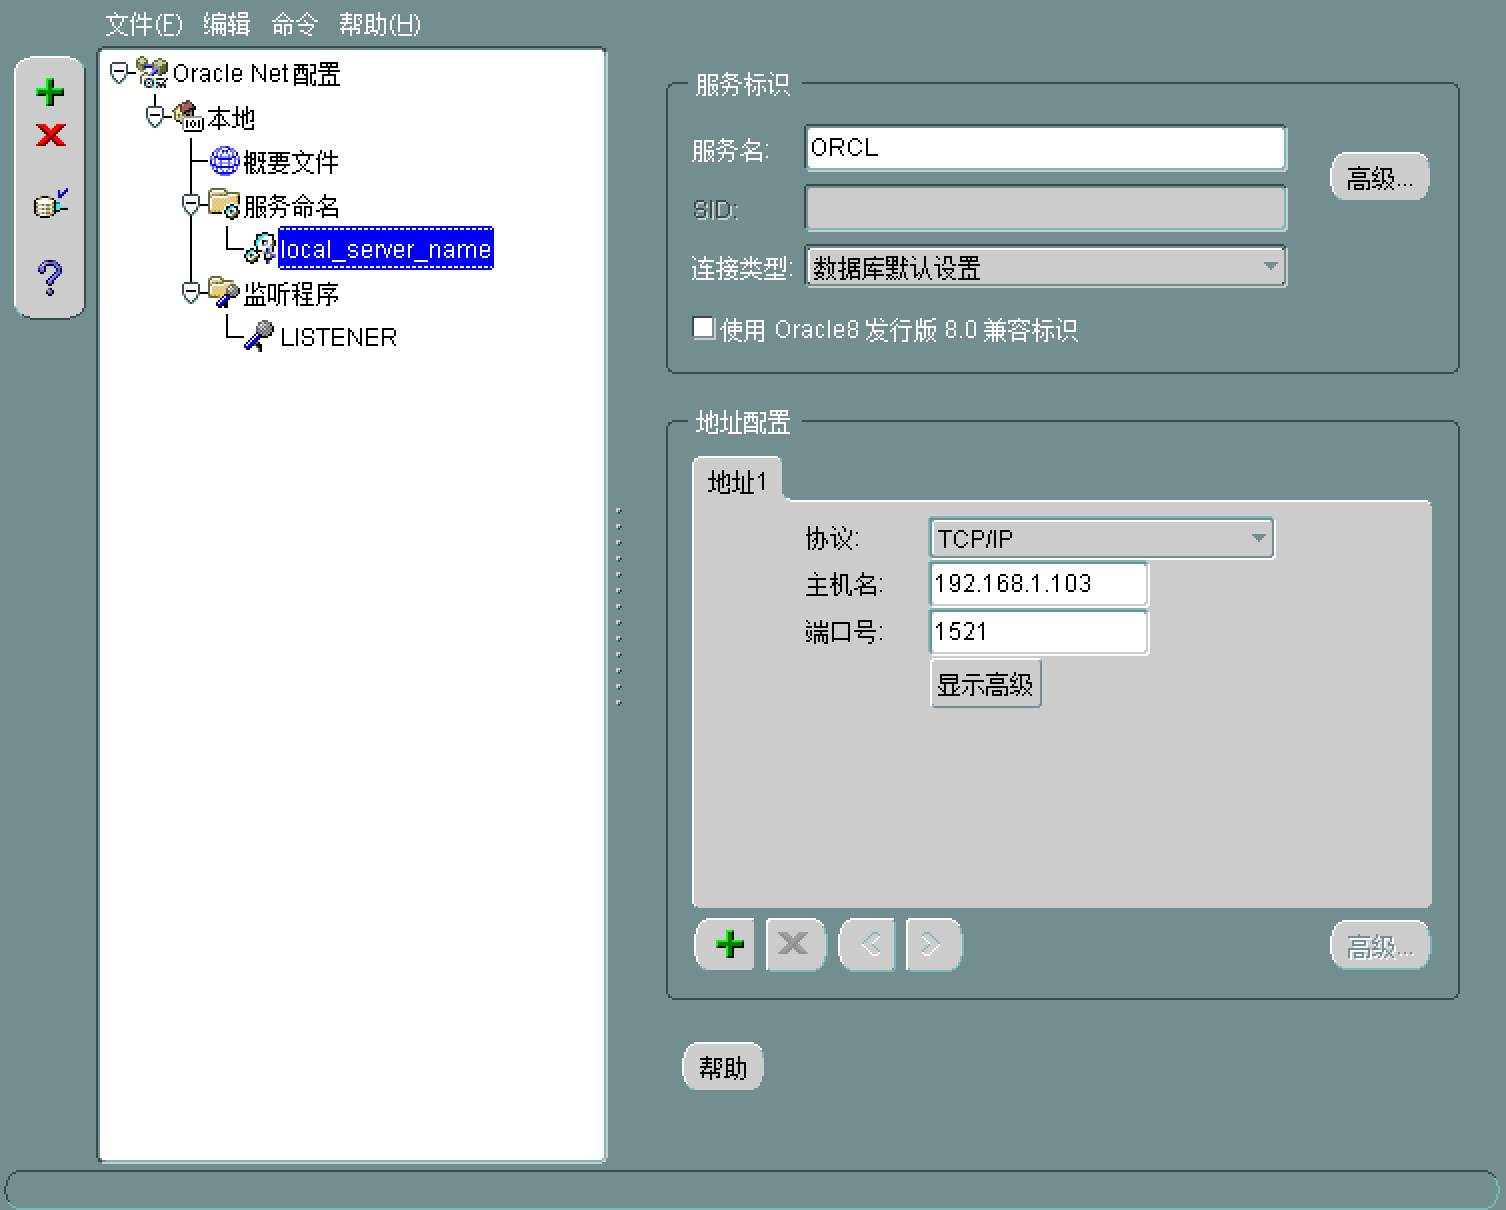 文件(F) 编辑 命令 帮助(H)
Oracle Net 配置
本地
概要文件
服务命名
local_server_name
监听程序
LISTENER
服务标识
服务名: ORCL
高级...
SID:
连接类型: 数据库默认设置
使用 Oracle8 发行版 8.0 兼容标识
地址配置
地址1
协议: TCP/IP
主机名: 192.168.1.103
端口号: 1521
显示高级
高级...
帮助